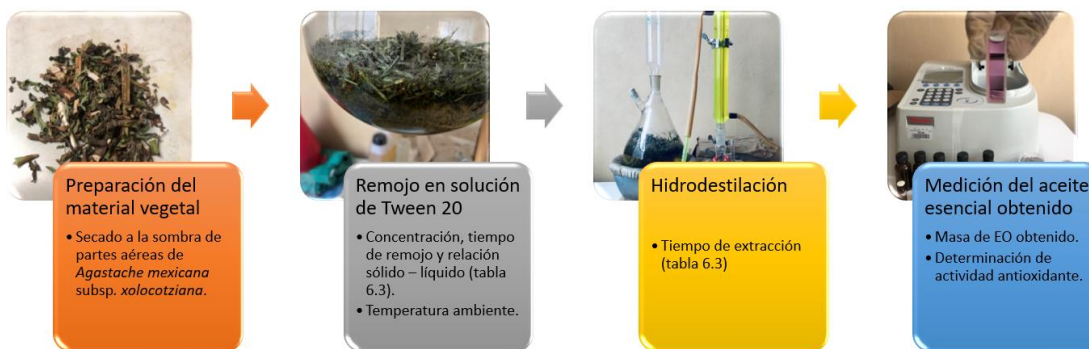 Preparación del
material vegetal
• Secado a la sombra de
partes aéreas de
Agastache mexicana
subsp. xolocotziana.
Remojo en solución
de Tween 20
• Concentración, tiempo
de remojo y relación
sólido – líquido (tabla
6.3).
• Temperatura ambiente.
Hidrodestilación
• Tiempo de extracción
(tabla 6.3)
Medición del aceite
esencial obtenido
• Masa de EO obtenido.
• Determinación de
actividad antioxidante.